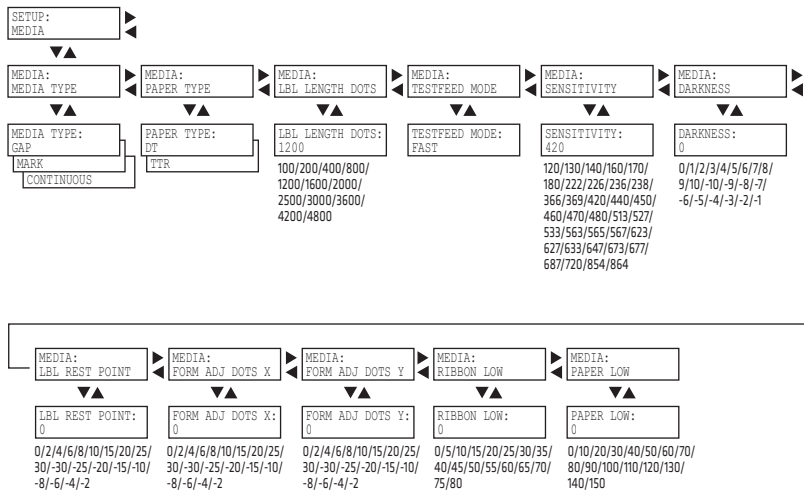 SETUP:
MEDIA
MEDIA:
MEDIA TYPE
MEDIA:
PAPER TYPE
MEDIA:
LBL LENGTH DOTS
MEDIA:
TESTFEED MODE
MEDIA:
SENSITIVITY
MEDIA:
DARKNESS
MEDIA TYPE:
GAP
MARK
CONTINUOUS
PAPER TYPE:
DT
TTR
LBL LENGTH DOTS:
1200
100/200/400/800/
1200/1600/2000/
2500/3000/3600/
4200/4800
TESTFEED MODE:
FAST
SENSITIVITY:
420
120/130/140/160/170/
180/222/226/236/238/
366/369/420/440/450/
460/470/480/513/527/
533/563/565/567/623/
627/633/647/673/677/
687/720/854/864
DARKNESS:
0
0/1/2/3/4/5/6/7/8/
9/10/-10/-9/-8/-7/
-6/-5/-4/-3/-2/-1
MEDIA:
LBL REST POINT
MEDIA:
FORM ADJ DOTS X
MEDIA:
FORM ADJ DOTS Y
MEDIA:
RIBBON LOW
MEDIA:
PAPER LOW
LBL REST POINT:
0
0/2/4/6/8/10/15/20/25/
30/-30/-25/-20/-15/-10/
-8/-6/-4/-2
FORM ADJ DOTS X:
0
0/2/4/6/8/10/15/20/25/
30/-30/-25/-20/-15/-10/
-8/-6/-4/-2
FORM ADJ DOTS Y:
0
0/2/4/6/8/10/15/20/25/
30/-30/-25/-20/-15/-10/
-8/-6/-4/-2
RIBBON LOW:
0
0/5/10/15/20/25/30/35/
40/45/50/55/60/65/70/
75/80
PAPER LOW:
0
0/10/20/30/40/50/60/70/
80/90/100/110/120/130/
140/150